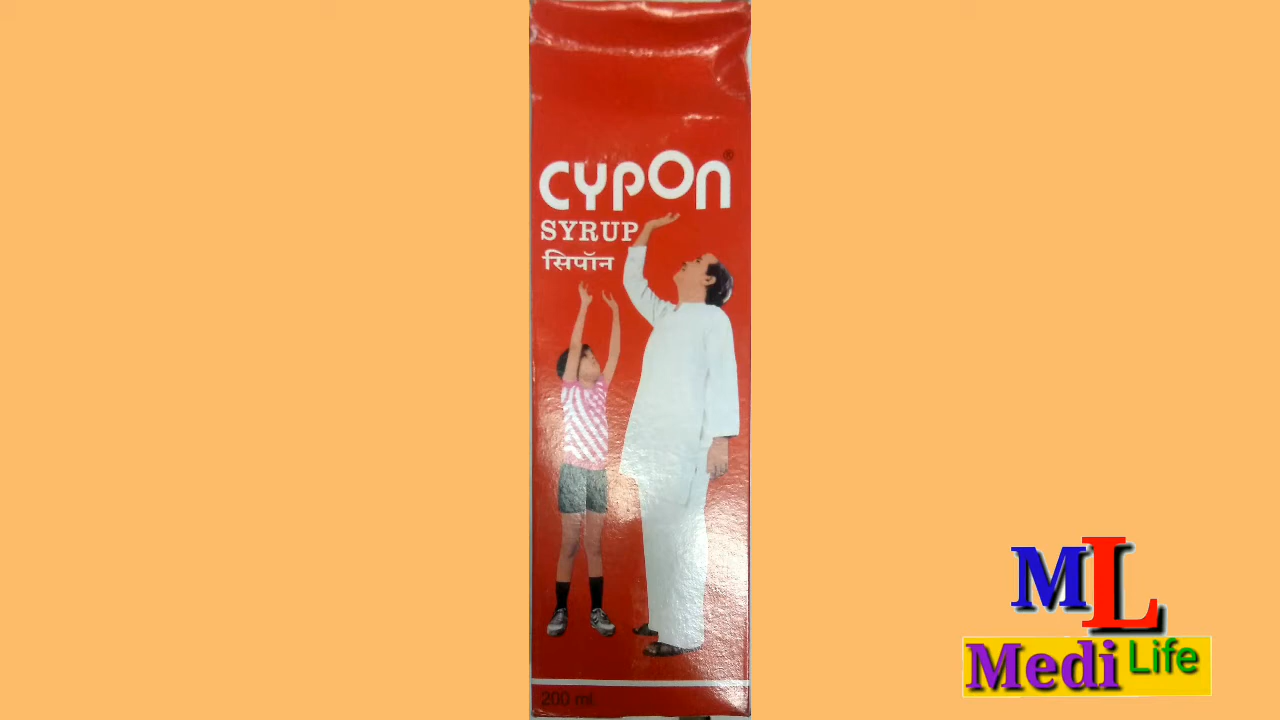 CYPON®
SYRUP
सिपॉन
200 ml.
ML
Medi Life